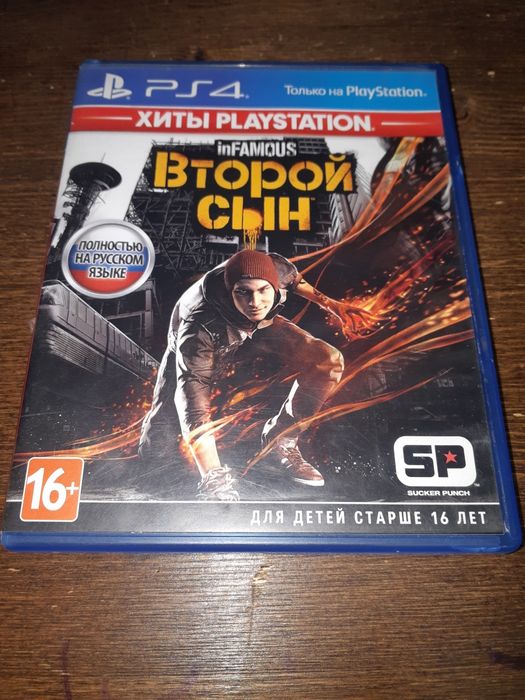 PS4
Только на PlayStation
ХИТЫ PLAYSTATION
inFAMOUS
Второй
сын
ПОЛНОСТЬЮ
НА РУССКОМ
ЯЗЫКЕ
16+
SP
SUCKER PUNCH
ДЛЯ ДЕТЕЙ СТАРШЕ 16 ЛЕТ